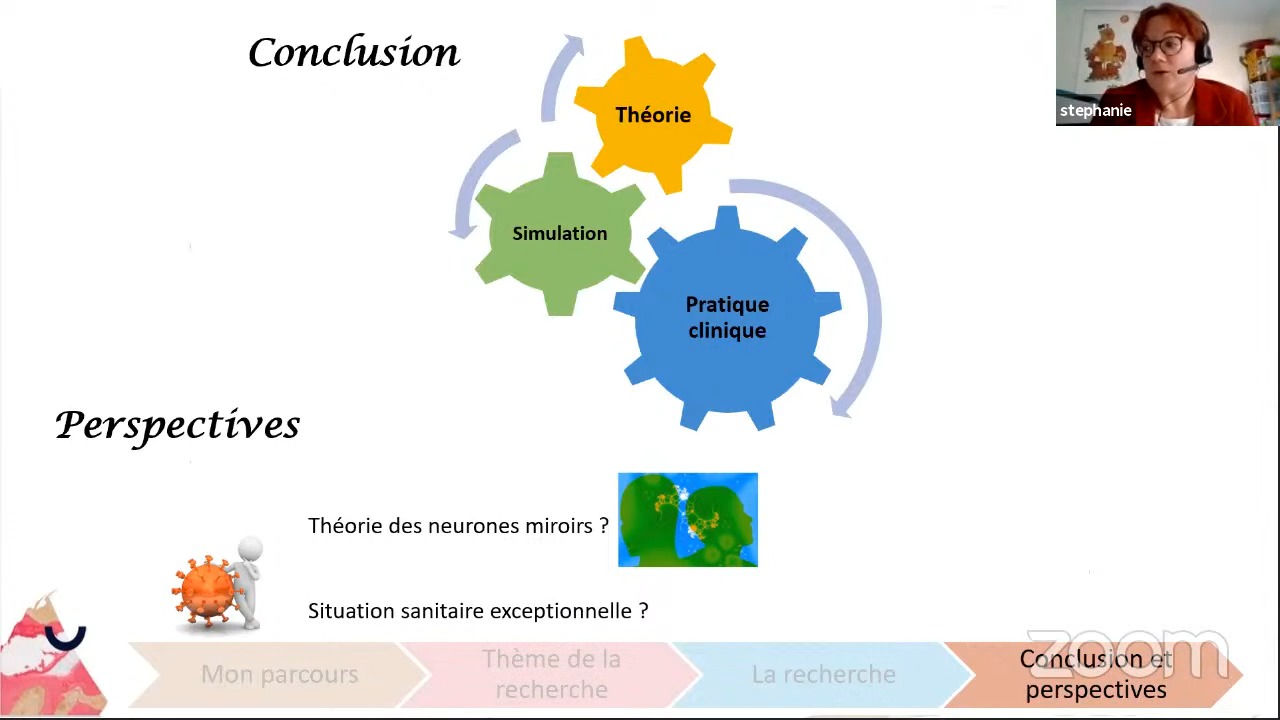 Conclusion
Théorie
stephanie
Simulation
Pratique
clinique
Perspectives
Théorie des neurones miroirs ?
Situation sanitaire exceptionnelle ?
Mon parcours
Thème de la
recherche
La recherche
Conclusion et
perspectives
zoom